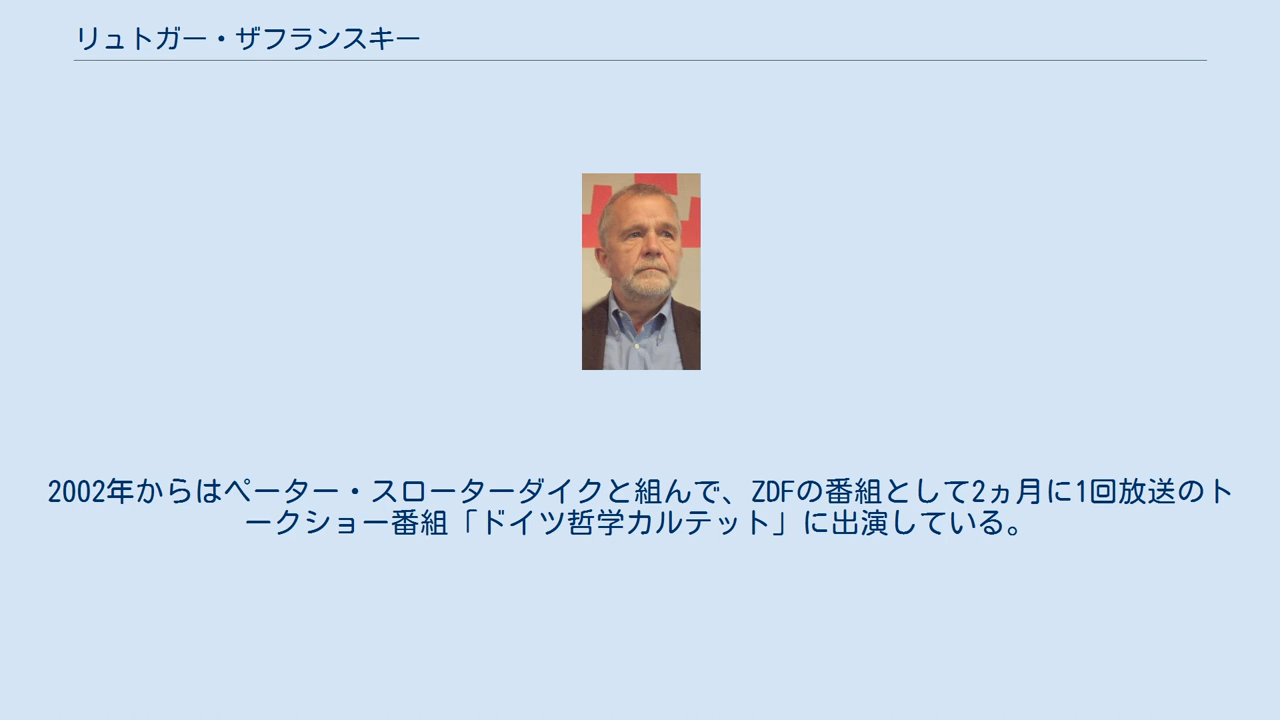 リュトガー・ザフランスキー
2002年からはペーター・スローターダイクと組んで、ZDFの番組として2ヵ月に1回放送のト
ークショー番組「ドイツ哲学カルテット」に出演している。